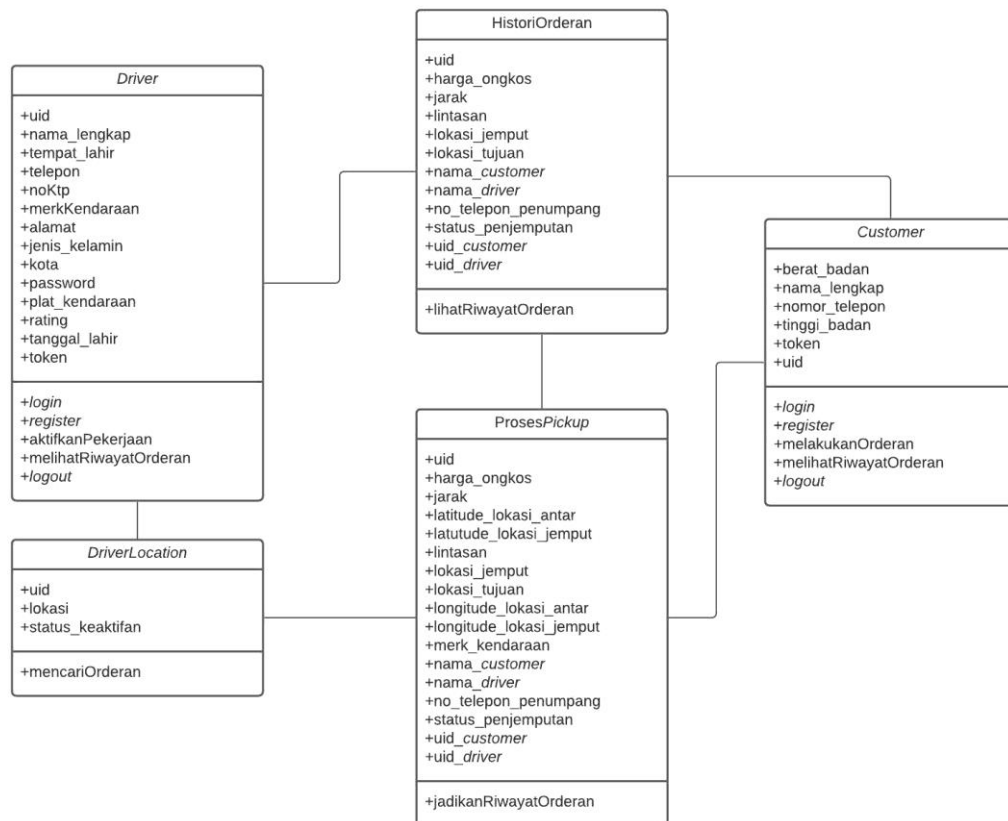 HistoriOrderan
+uid
+harga_ongkos
+jarak
+lintasan
+lokasi_jemput
+lokasi_tujuan
+nama_customer
+nama_driver
+no_telepon_penumpang
+status_penjemputan
+uid_customer
+uid_driver
+lihatRiwayatOrderan
Driver
+uid
+nama_lengkap
+tempat_lahir
+telepon
+noKtp
+merkKendaraan
+alamat
+jenis_kelamin
+kota
+password
+plat_kendaraan
+rating
+tanggal_lahir
+token
+login
+register
+aktifkanPekerjaan
+melihatRiwayatOrderan
+logout
Customer
+berat_badan
+nama_lengkap
+nomor_telepon
+tinggi_badan
+token
+uid
+login
+register
+melakukanOrderan
+melihatRiwayatOrderan
+logout
ProsesPickup
+uid
+harga_ongkos
+jarak
+latitude_lokasi_antar
+latutude_lokasi_jemput
+lintasan
+lokasi_jemput
+lokasi_tujuan
+longitude_lokasi_antar
+longitude_lokasi_jemput
+merk_kendaraan
+nama_customer
+nama_driver
+no_telepon_penumpang
+status_penjemputan
+uid_customer
+uid_driver
+jadikanRiwayatOrderan
DriverLocation
+uid
+lokasi
+status_keaktifan
+mencariOrderan